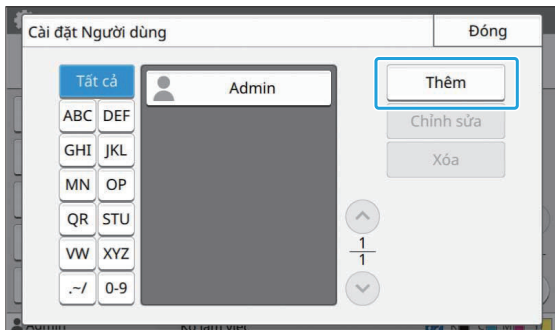 Cài đặt Người dùng
Đóng
Tất cả
ABC DEF
GHI JKL
MN OP
QR STU
VW XYZ
.~/ 0-9
Admin
Thêm
Chỉnh sửa
Xóa
1
1
Admin